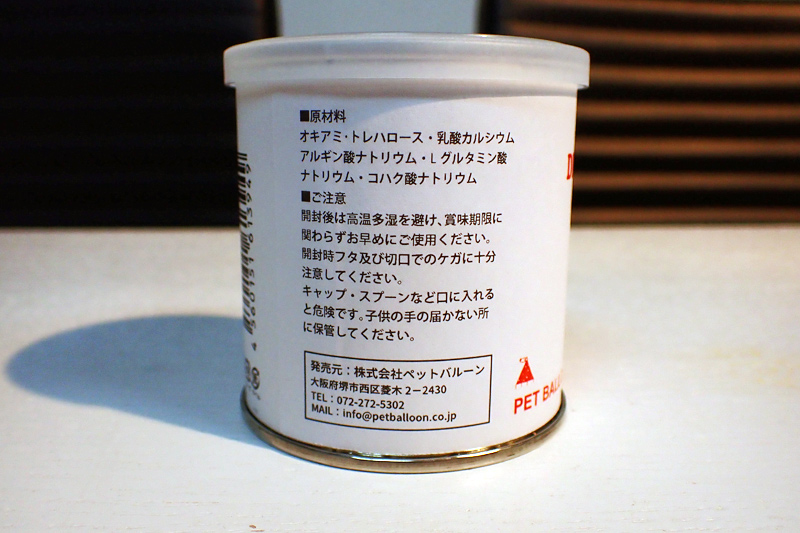 ■原材料
オキアミ・トレハロース・乳酸カルシウム
アルギン酸ナトリウム・L グルタミン酸
ナトリウム・コハク酸ナトリウム
■ご注意
開封後は高温多湿を避け、賞味期限に
関わらずお早めにご使用ください。
開封時フタ及び切口でのケガに十分
注意してください。
キャップ・スプーンなど口に入れる
と危険です。子供の手の届かない所
に保管してください。
発売元：株式会社ペットバルーン
大阪府堺市西区菱木 2－2430
TEL：072-272-5302
MAIL：info@petballoon.co.jp
PET